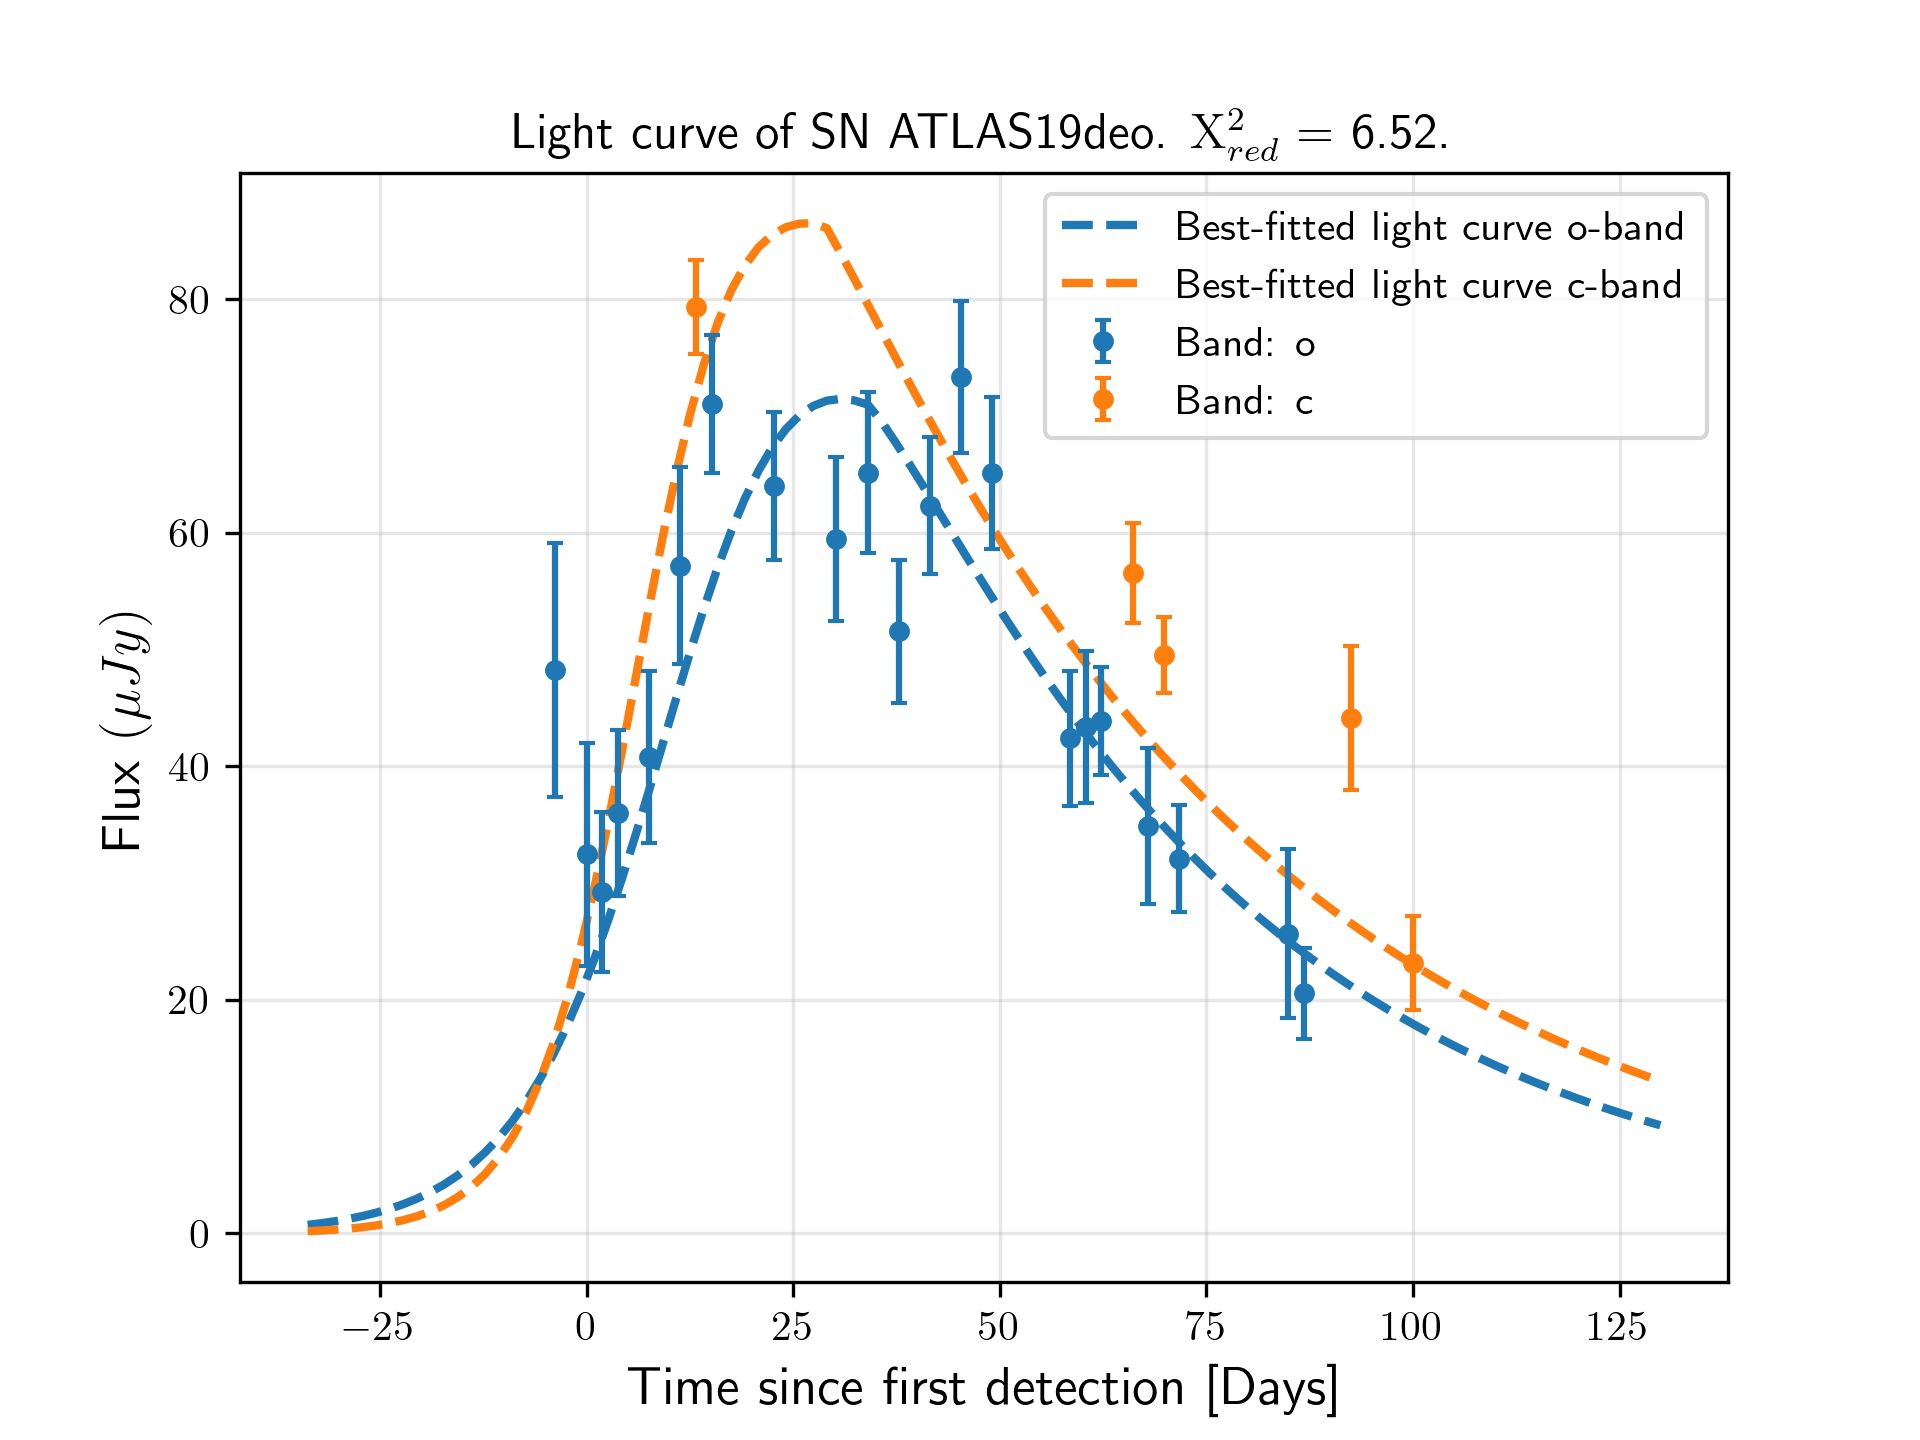 Light curve of SN ATLAS19deo. X²_red = 6.52.
Best-fitted light curve o-band
Best-fitted light curve c-band
Band: o
Band: c
Flux (μJy)
80
60
40
20
0
−25 0 25 50 75 100 125
Time since first detection [Days]